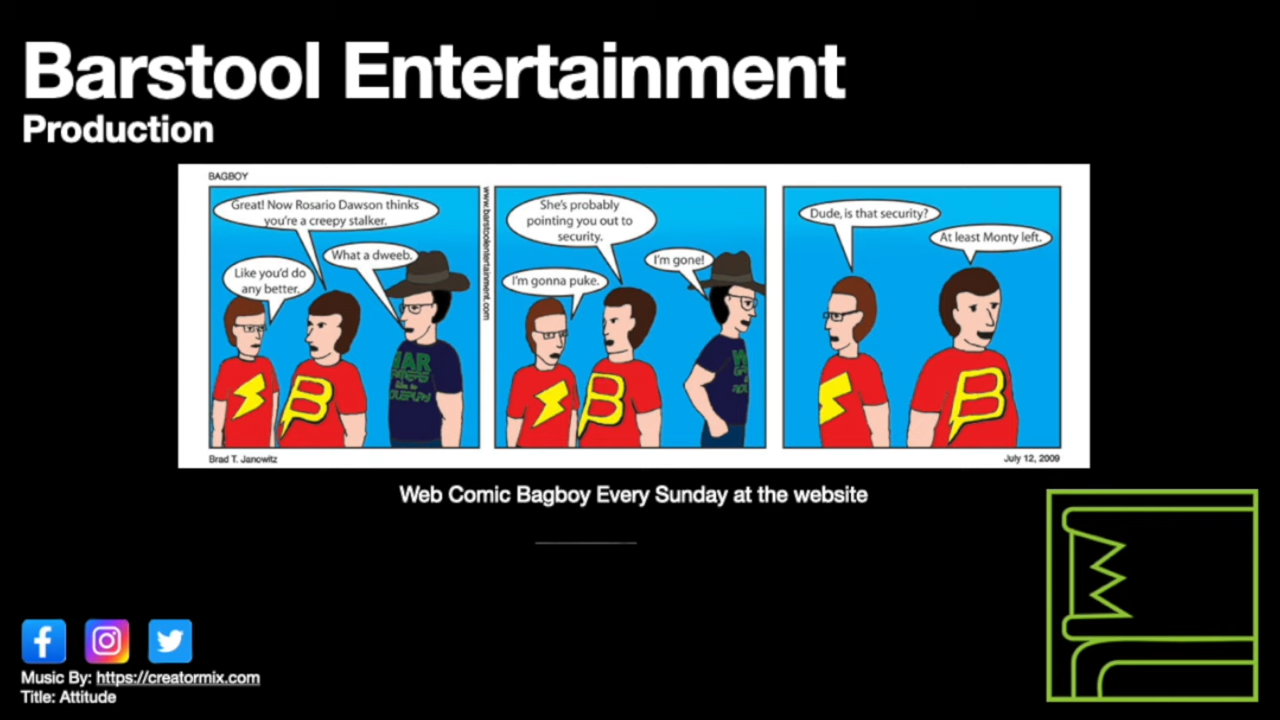 Barstool Entertainment
Production
BAGBOY
Great! Now Rosario Dawson thinks
you're a creepy stalker.
What a dweeb.
Like you'd do
any better.
www.barstoolentertainment.com
She's probably
pointing you out to
security.
I'm gone!
I'm gonna puke.
Dude, is that security?
At least Monty left.
Brad T. Janowitz
July 12, 2009
Web Comic Bagboy Every Sunday at the website
Music By: https://creatormix.com
Title: Attitude